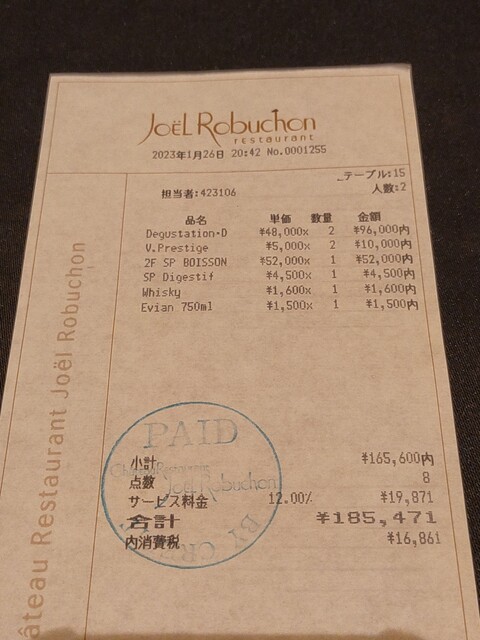 Joël Robuchon
restaurant
2023年1月26日 20:42 No.0001255
テーブル:15
担当者:423106 人数:2
品名 単価 数量 金額
Degustation・D ¥48,000x 2 ¥96,000内
V.Prestige ¥5,000x 2 ¥10,000内
2F SP BOISSON ¥52,000x 1 ¥52,000内
SP Digestif ¥4,500x 1 ¥4,500内
Whisky ¥1,600x 1 ¥1,600内
Evian 750ml ¥1,500x 1 ¥1,500内
小計 ¥165,600内
点数 8
サービス料金 12.00% ¥19,871
合計 ¥185,471
内消費税 ¥16,861
PAID
Joël Robuchon
BY
âteau Restaurant Joël Robuchon